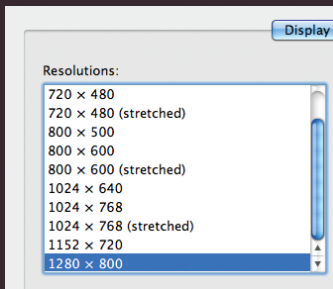 Display
Resolutions:
720 × 480
720 × 480 (stretched)
800 × 500
800 × 600
800 × 600 (stretched)
1024 × 640
1024 × 768
1024 × 768 (stretched)
1152 × 720
1280 × 800